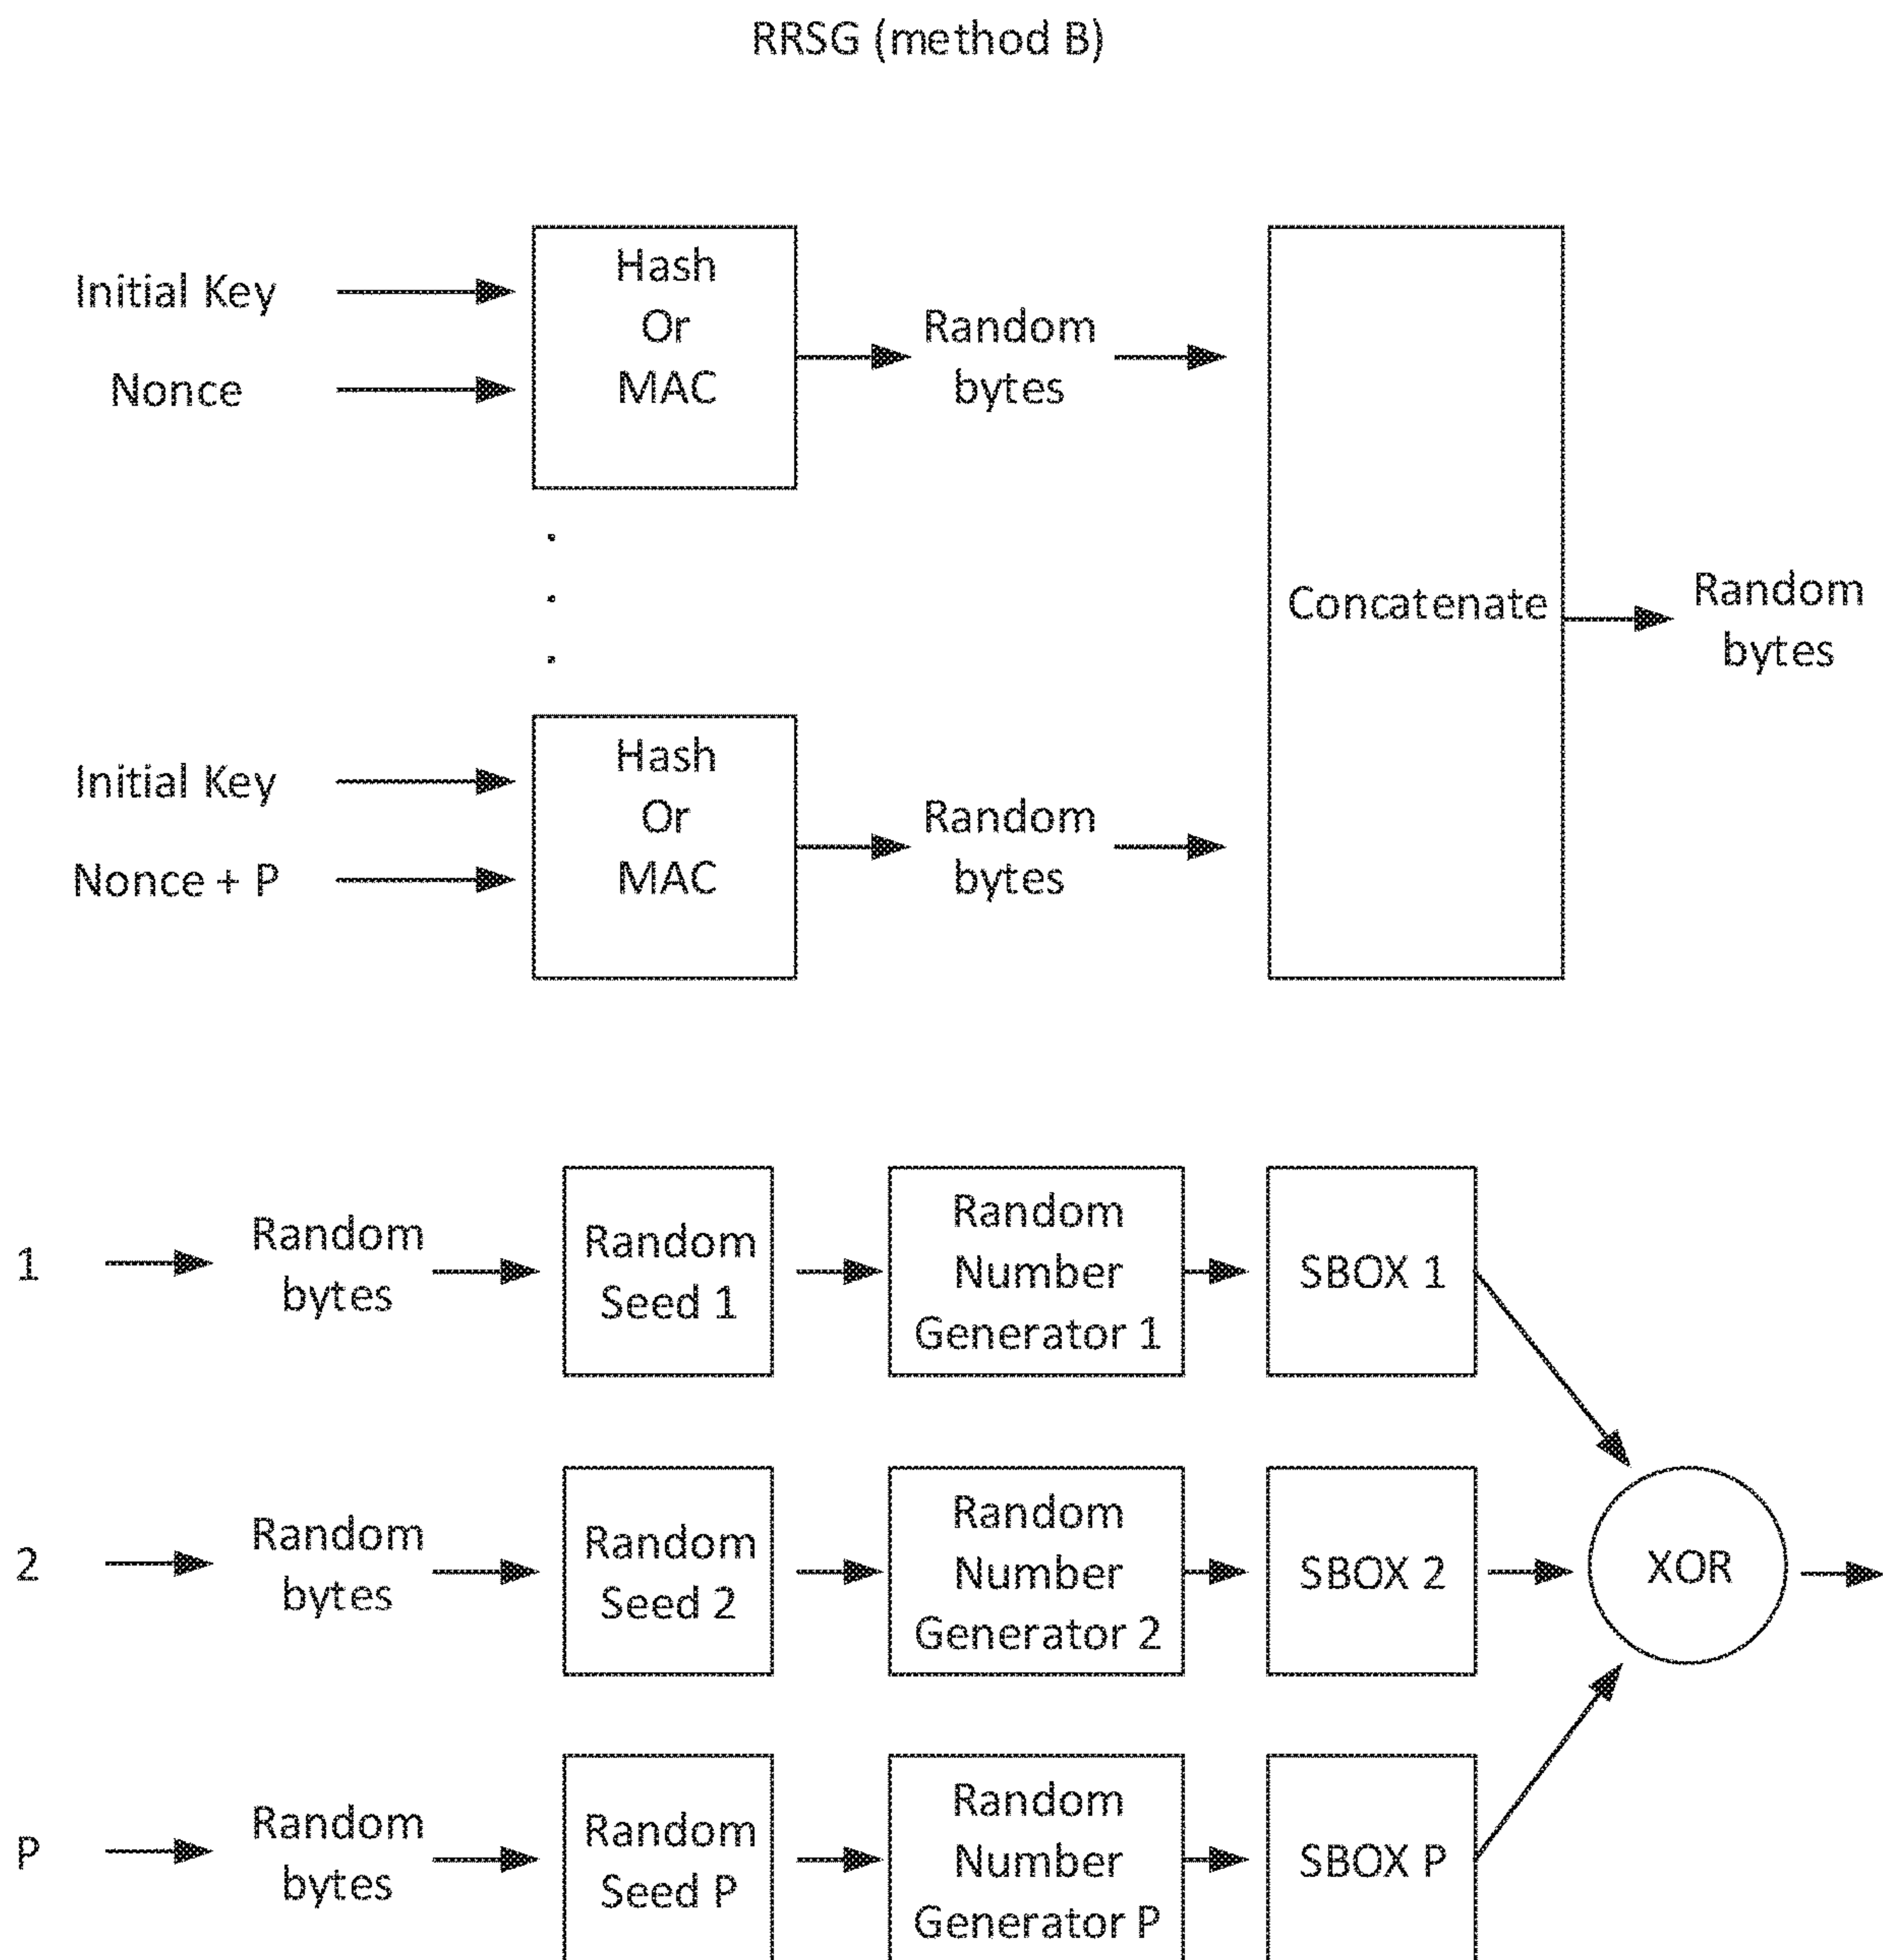 RRSG (method B)
Initial Key
Nonce
Hash
Or
MAC
Random
bytes
Concatenate
Random
bytes
Initial Key
Nonce + P
Hash
Or
MAC
Random
bytes
1
Random
bytes
Random
Seed 1
Random
Number
Generator 1
SBOX 1
2
Random
bytes
Random
Seed 2
Random
Number
Generator 2
SBOX 2
XOR
P
Random
bytes
Random
Seed P
Random
Number
Generator P
SBOX P